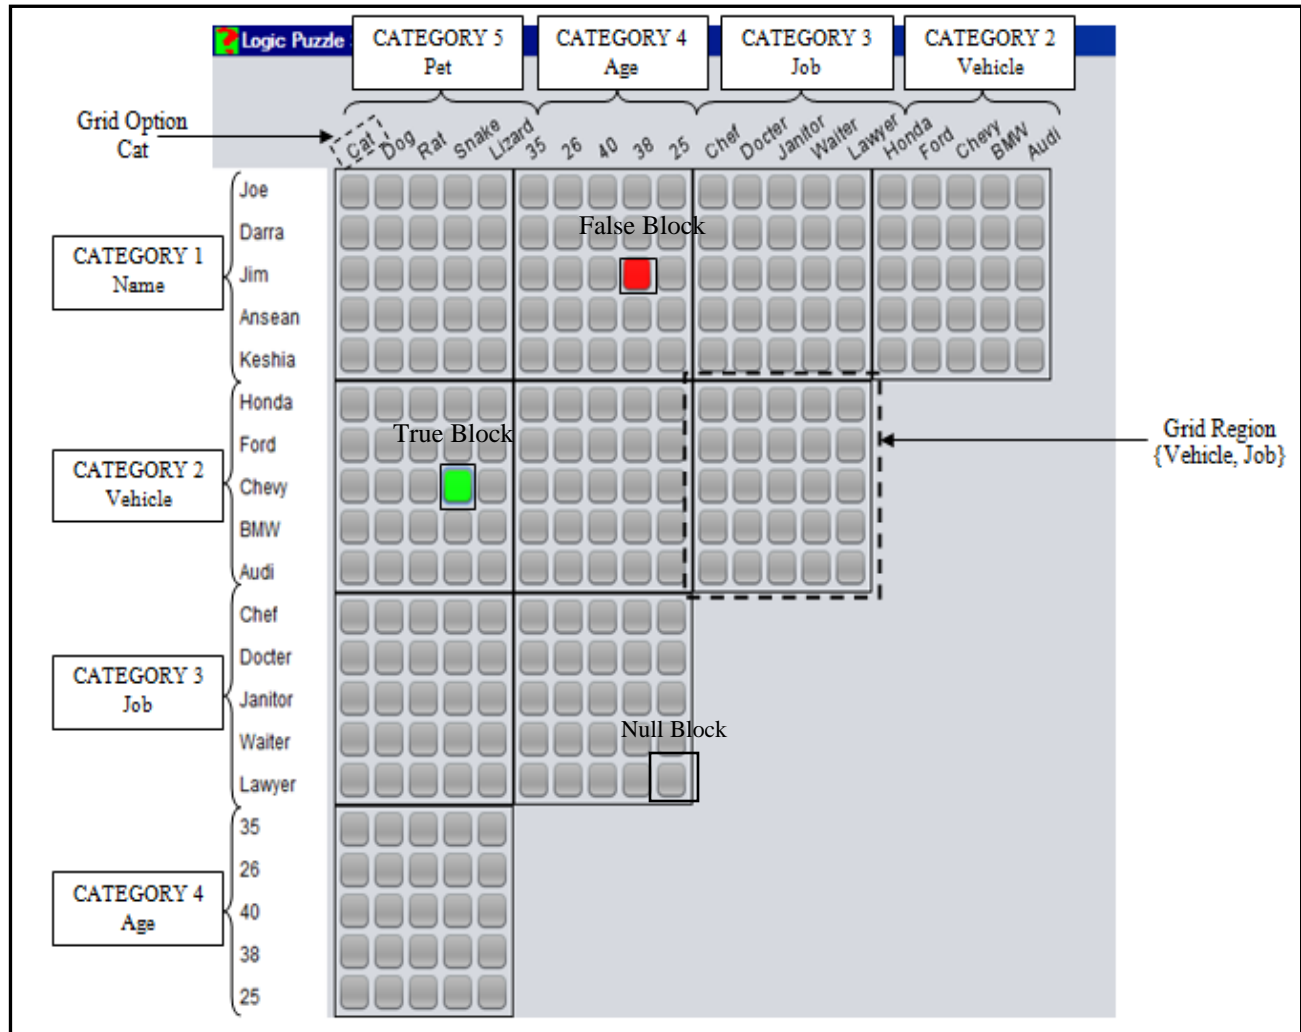 Logic Puzzle
CATEGORY 5
Pet
CATEGORY 4
Age
CATEGORY 3
Job
CATEGORY 2
Vehicle
Grid Option
Cat
Cat Dog Rat Snake Lizard 35 26 40 38 25 Chef Docter Janitor Waiter Lawyer Honda Ford Chevy BMW Audi
CATEGORY 1
Name
Joe
Darra
Jim
Ansean
Keshia
False Block
CATEGORY 2
Vehicle
Honda
Ford
Chevy
BMW
Audi
True Block
Grid Region
{Vehicle, Job}
CATEGORY 3
Job
Chef
Docter
Janitor
Waiter
Lawyer
Null Block
CATEGORY 4
Age
35
26
40
38
25